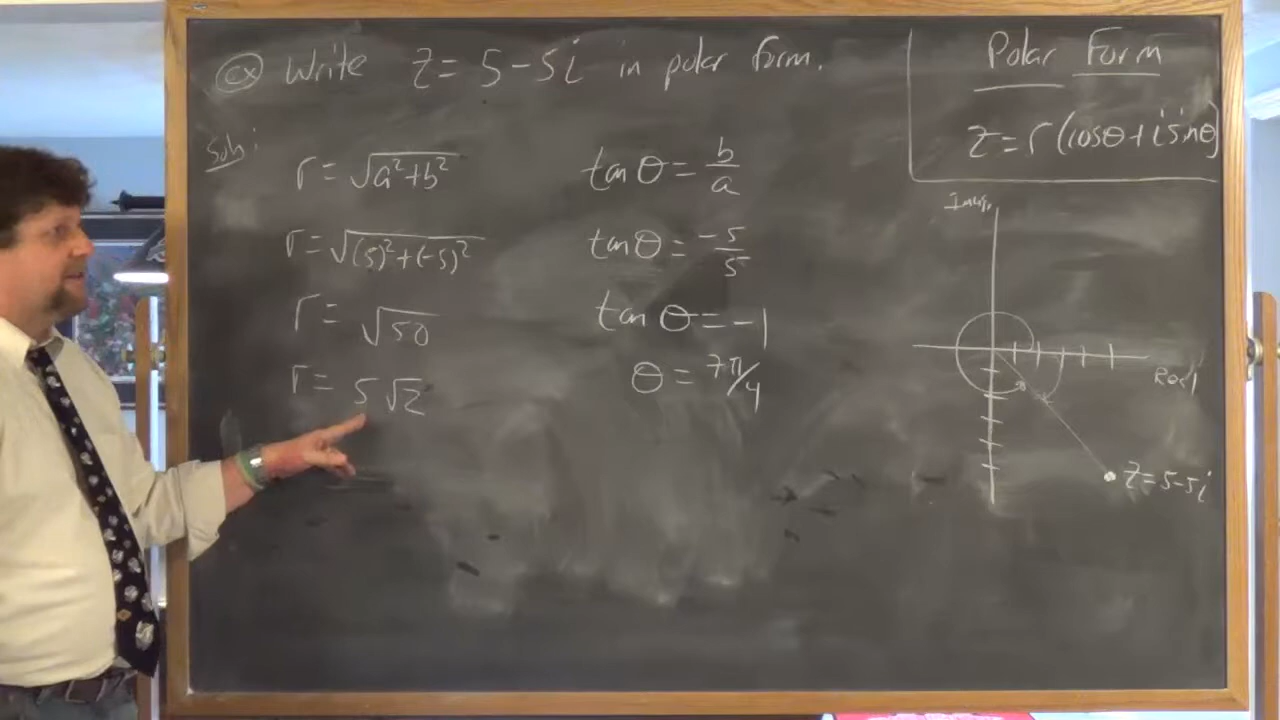 ex Write z = 5 - 5i in polar form.
Soln:
r = √a²+b²
r = √(5)²+(-5)²
r = √50
r = 5√2
tan θ = b/a
tan θ = -5/5
tan θ = -1
θ = 7π/4
Polar Form
z = r(cosθ + i sinθ)
Imag.
Real
z = 5-5i